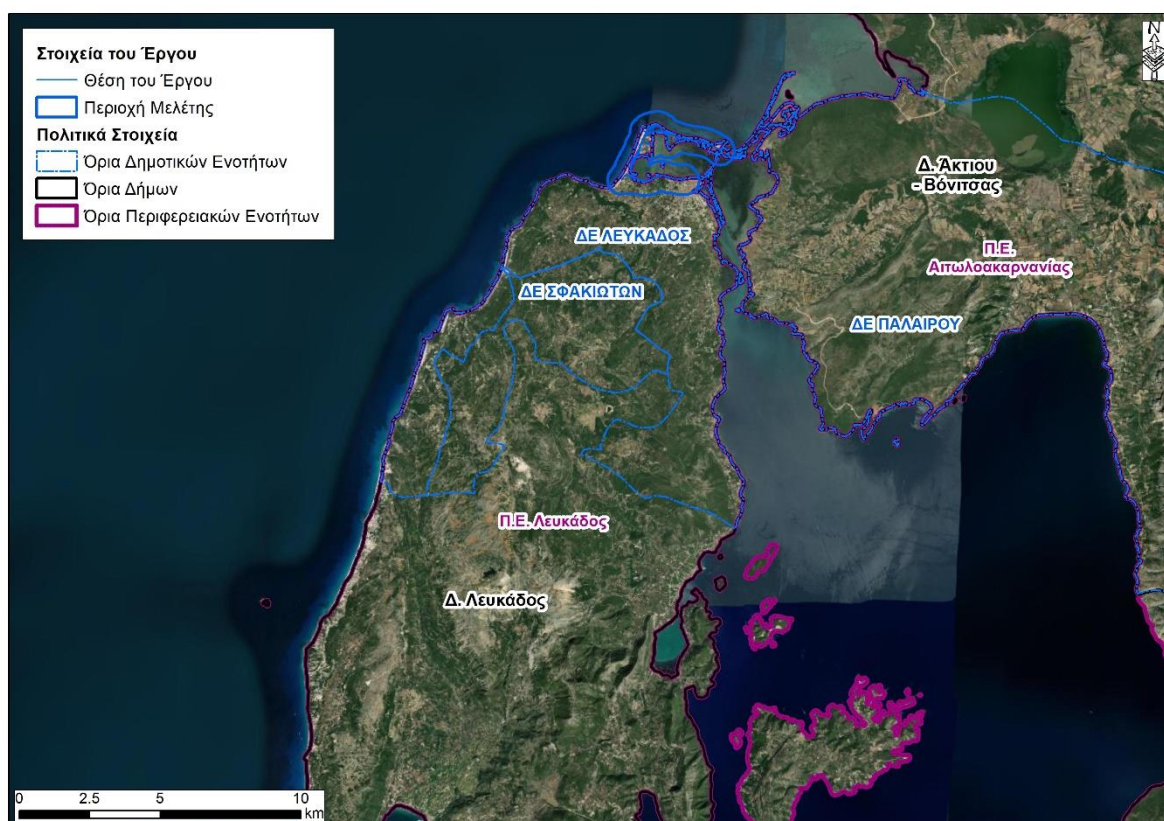 Στοιχεία του Έργου
Θέση του Έργου
Περιοχή Μελέτης
Πολιτικά Στοιχεία
Όρια Δημοτικών Ενοτήτων
Όρια Δήμων
Όρια Περιφερειακών Ενοτήτων
N
Δ. Άκτιου
- Βόνιτσας
ΔΕ ΛΕΥΚΑΔΟΣ
Π.Ε.
Αιτωλοακαρνανίας
ΔΕ ΣΦΑΚΙΩΤΩΝ
ΔΕ ΠΑΛΑΙΡΟΥ
Π.Ε. Λευκάδος
Δ. Λευκάδος
0 2.5 5 10
km